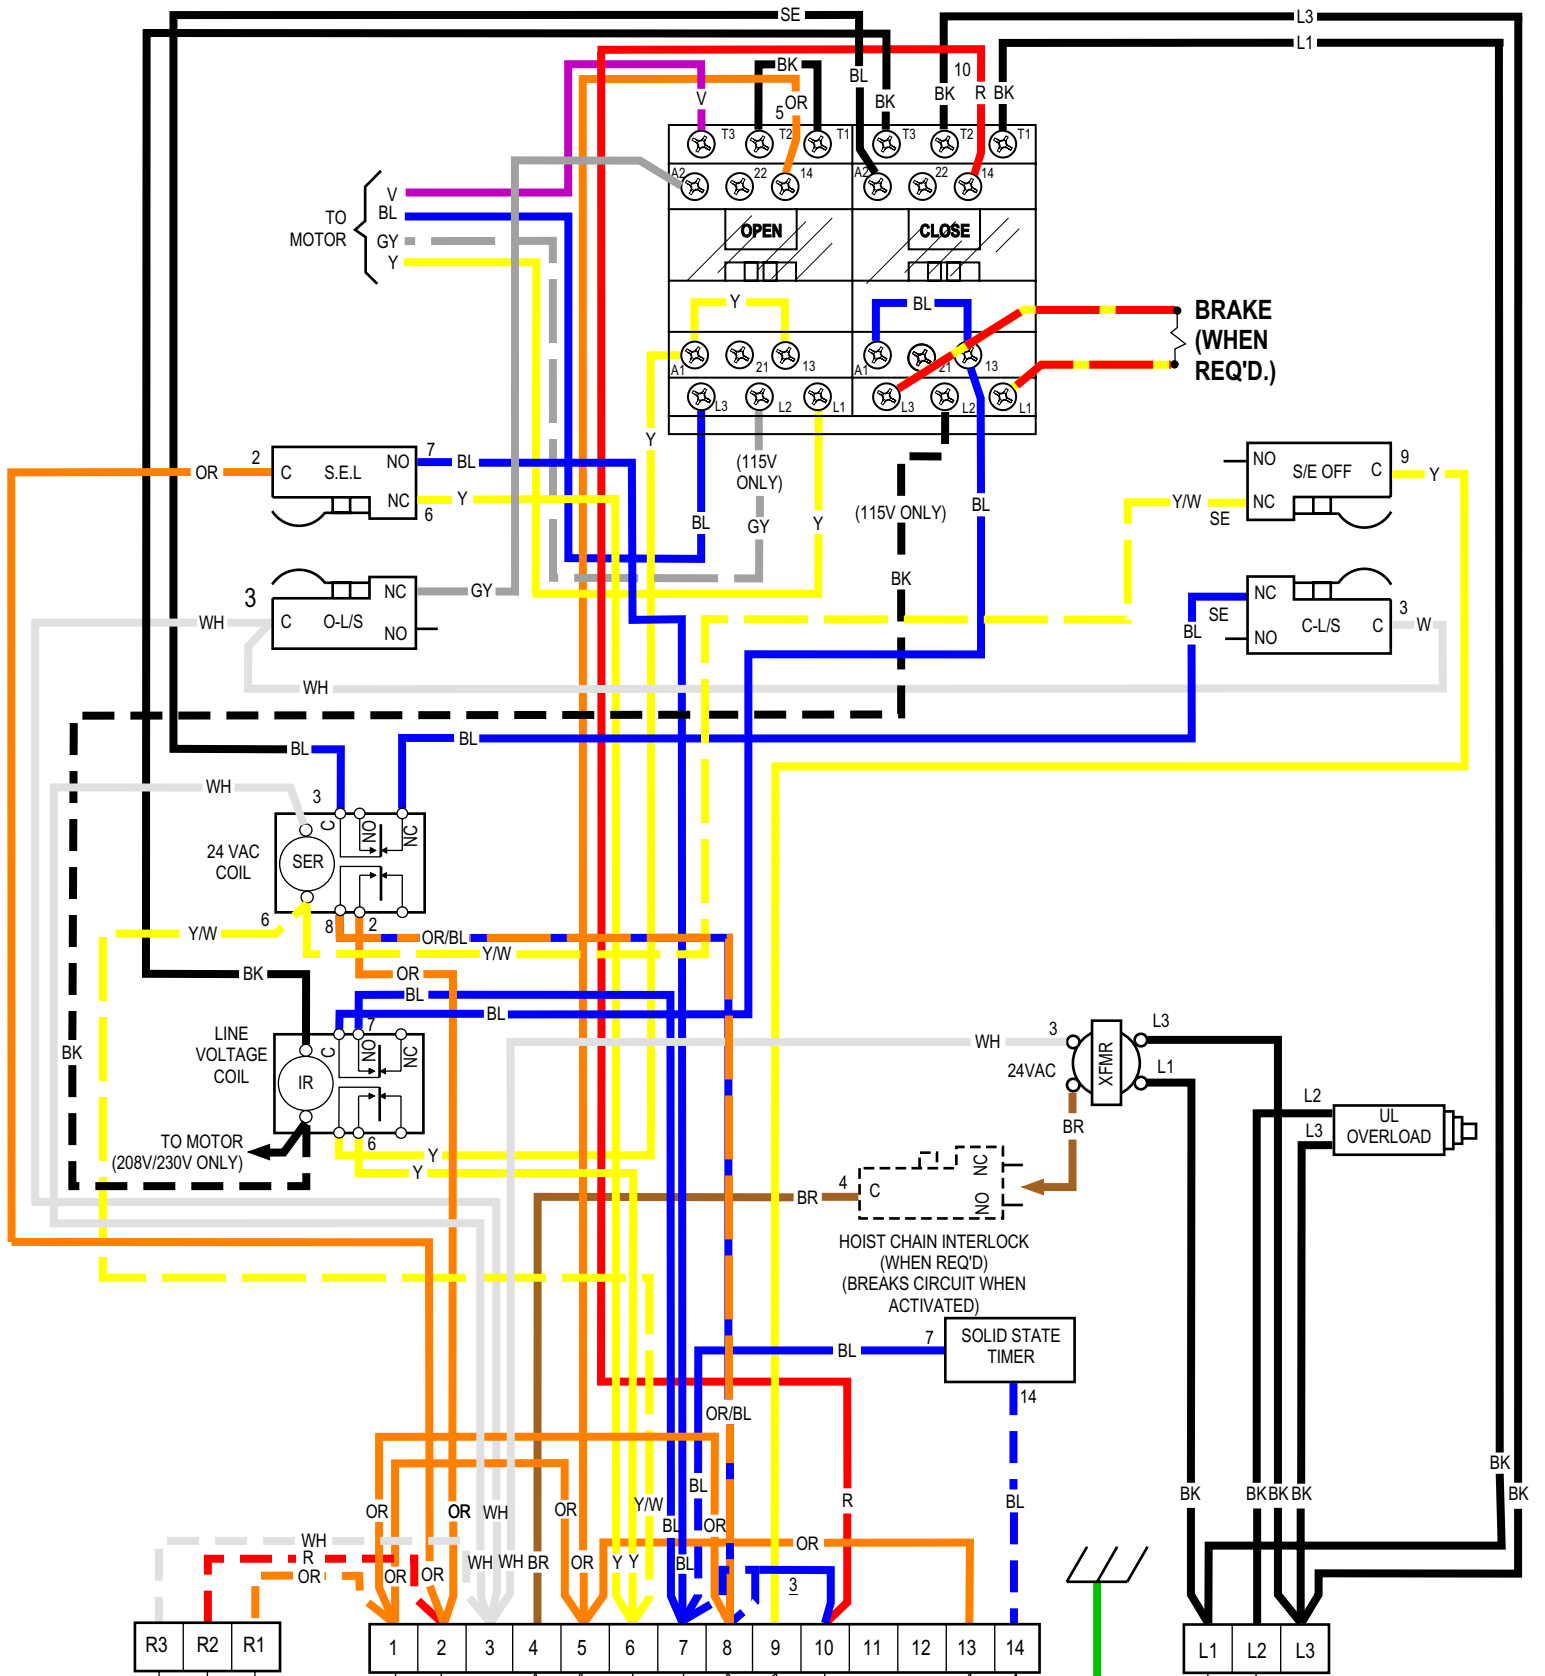 SE
L3
L1
BK
BL
10
V
5 OR
BK
BK
R
BK
T3
T2
T1
T3
T2
T1
A2
22
14
A2
22
14
V
TO
MOTOR
BL
GY
Y
OPEN
CLOSE
Y
BL
BRAKE
(WHEN
REQ'D.)
A1
21
13
A1
21
13
L3
L2
L1
L3
L2
L1
Y
OR
2
C
S.E.L
NO
NC
7
BL
Y
6
(115V
ONLY)
BL
GY
Y
(115V ONLY)
BL
NO
S/E OFF
C
NC
9
Y
Y/W
SE
3
WH
C
O-L/S
NC
NO
GY
BK
NC
C-L/S
C
NO
3
W
SE
BL
WH
BL
BL
WH
3
24 VAC
COIL
SER
C
NO
NC
6
8
2
Y/W
OR/BL
Y/W
OR
BK
BL
BL
7
LINE
VOLTAGE
COIL
IR
C
NO
NC
BK
6
TO MOTOR
(208V/230V ONLY)
Y
Y
WH
3
24VAC
XFMR
L3
L1
BR
L2
L3
UL
OVERLOAD
BR
4
C
NC
NO
HOIST CHAIN INTERLOCK
(WHEN REQ'D)
(BREAKS CIRCUIT WHEN
ACTIVATED)
BL
7
SOLID STATE
TIMER
14
OR/BL
OR
OR
WH
OR
Y/W
BL
BL
OR
R
BL
BK
BK
BK
BK
BK
BK
WH
R
OR
OR
OR
WH
WH
BR
OR
Y
Y
BL
OR
3
R3
R2
R1
1
2
3
4
5
6
7
8
9
10
11
12
13
14
L1
L2
L3